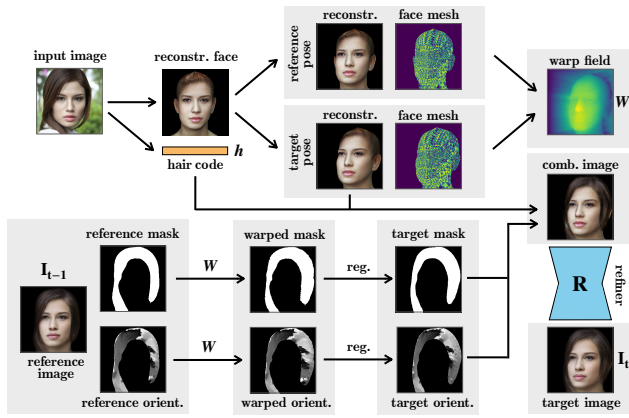 input image
reconstr. face
hair code
h
reference
pose
reconstr.
face mesh
target
pose
reconstr.
face mesh
warp field
W
comb. image
I_{t-1}
reference
image
reference mask
reference orient.
W
W
warped mask
warped orient.
reg.
reg.
target mask
target orient.
R
refiner
I_t
target image